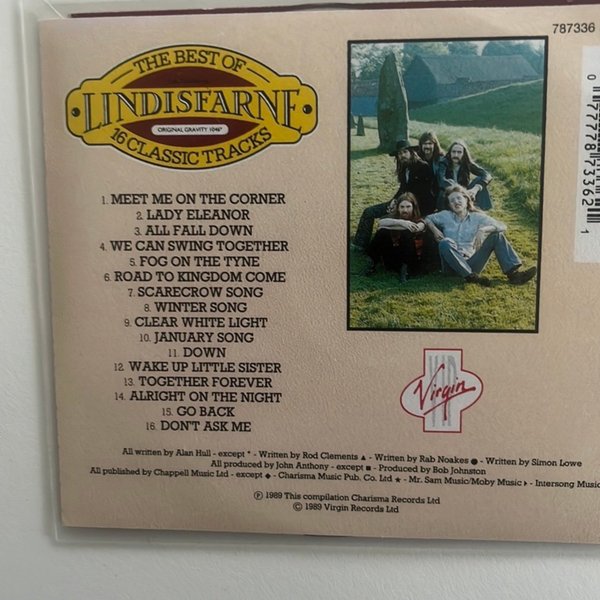 787336
THE BEST OF
LINDISFARNE
ORIGINAL GRAVITY 1046°
16 CLASSIC TRACKS
0 77778 73362 1
1. MEET ME ON THE CORNER
2. LADY ELEANOR
3. ALL FALL DOWN
4. WE CAN SWING TOGETHER
5. FOG ON THE TYNE
6. ROAD TO KINGDOM COME
7. SCARECROW SONG
8. WINTER SONG
9. CLEAR WHITE LIGHT
10. JANUARY SONG
11. DOWN
12. WAKE UP LITTLE SISTER
13. TOGETHER FOREVER
14. ALRIGHT ON THE NIGHT
15. GO BACK
16. DON'T ASK ME
Virgin
All written by Alan Hull - except * - Written by Rod Clements ▲ - Written by Rab Noakes ● - Written by Simon Lowe
All produced by John Anthony - except ■ - Produced by Bob Johnston
All published by Chappell Music Ltd - except ◆ - Charisma Music Pub. Co. Ltd ★ - Mr. Sam Music/Moby Music ▶ - Intersong Music
℗ 1989 This compilation Charisma Records Ltd
© 1989 Virgin Records Ltd